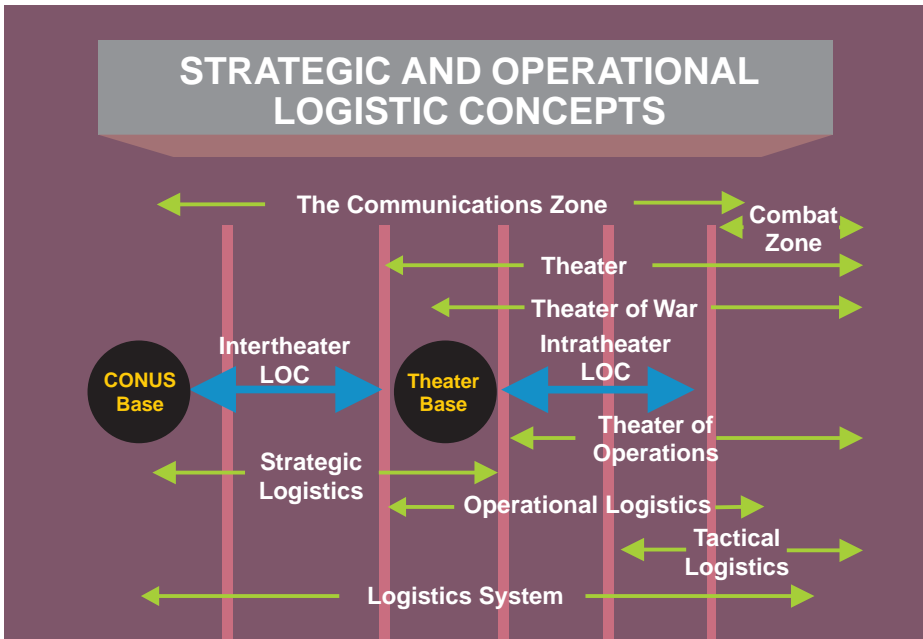 STRATEGIC AND OPERATIONAL
LOGISTIC CONCEPTS
The Communications Zone
Combat
Zone
Theater
Theater of War
Intertheater
LOC
Intratheater
LOC
CONUS
Base
Theater
Base
Theater of
Operations
Strategic
Logistics
Operational Logistics
Tactical
Logistics
Logistics System